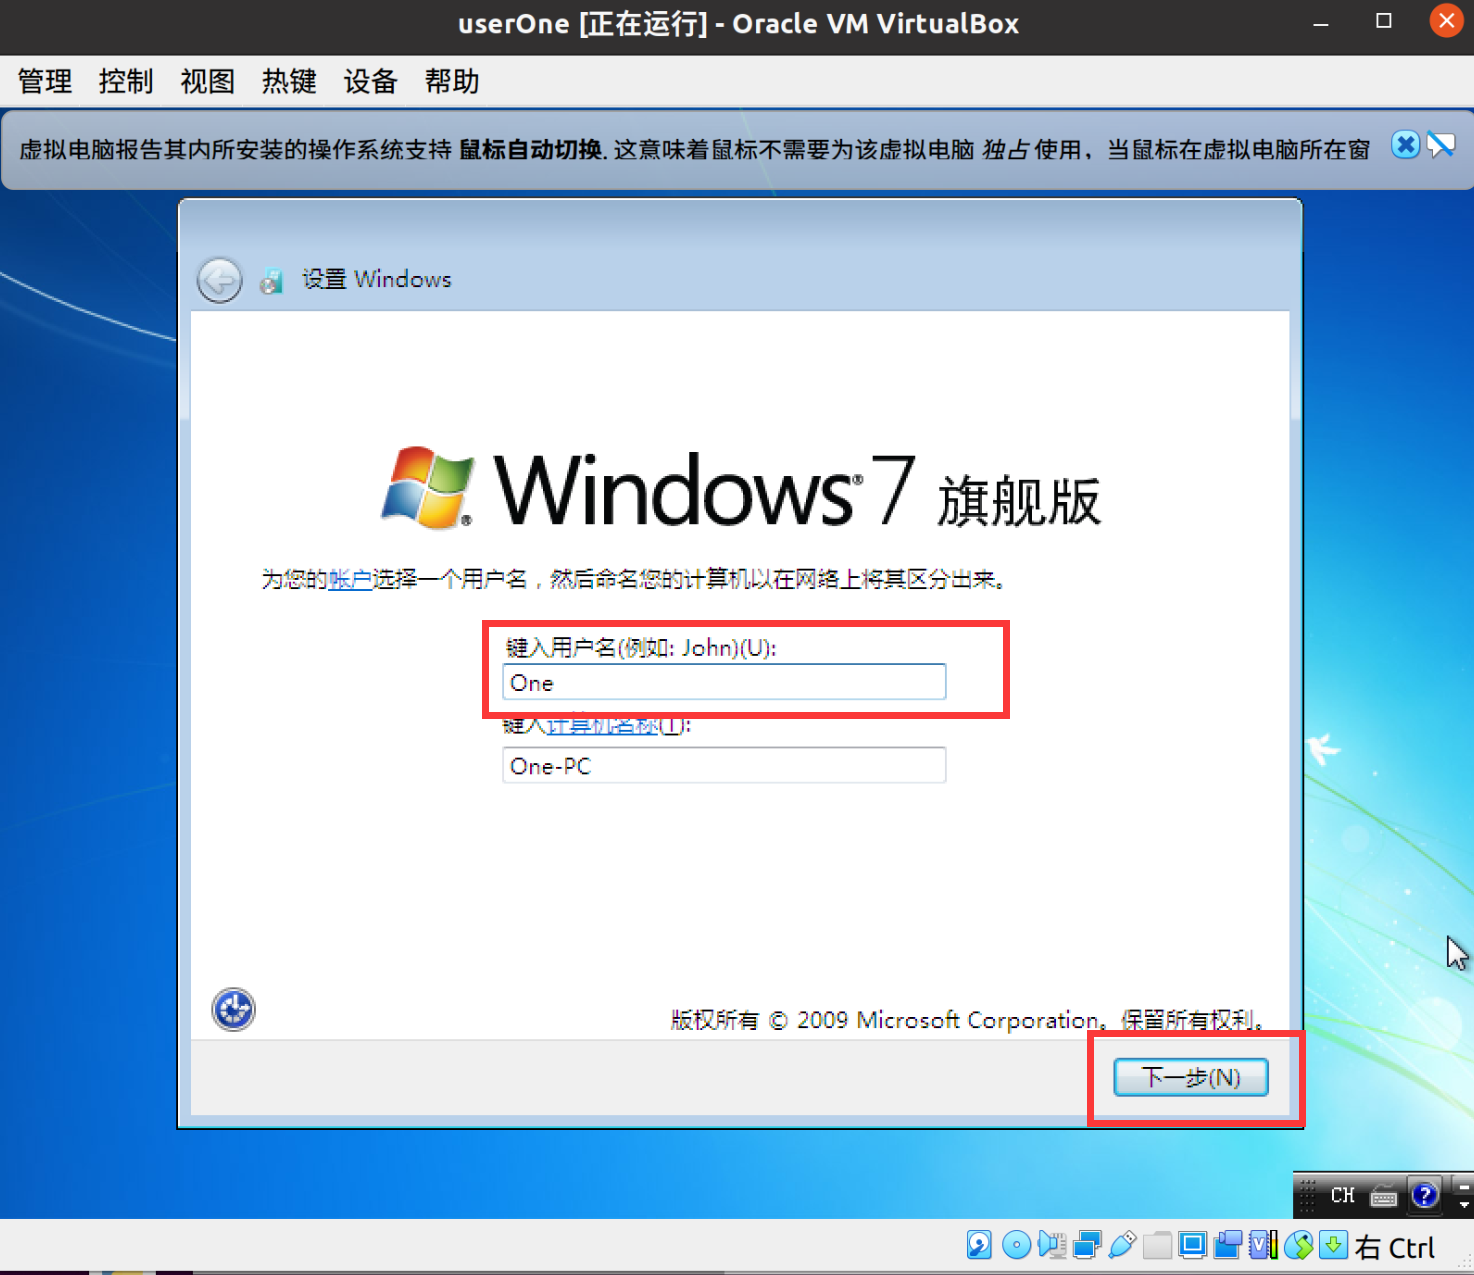 userOne [正在运行] - Oracle VM VirtualBox
管理 控制 视图 热键 设备 帮助
虚拟电脑报告其内所安装的操作系统支持 鼠标自动切换. 这意味着鼠标不需要为该虚拟电脑 独占 使用，当鼠标在虚拟电脑所在窗
设置 Windows
Windows® 7 旗舰版
为您的帐户选择一个用户名，然后命名您的计算机以在网络上将其区分出来。
键入用户名(例如: John)(U):
One
键入计算机名称(T):
One-PC
版权所有 © 2009 Microsoft Corporation。保留所有权利。
下一步(N)
CH
右 Ctrl